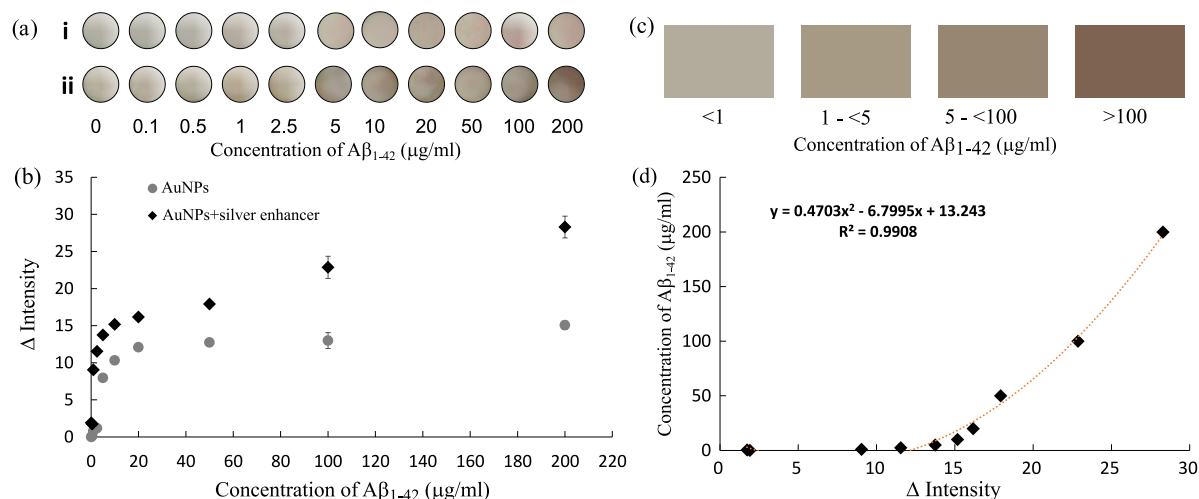 (a)
i
ii
0 0.1 0.5 1 2.5 5 10 20 50 100 200
Concentration of Aβ₁₋₄₂ (μg/ml)
(c)
<1 1 - <5 5 - <100 >100
Concentration of Aβ₁₋₄₂ (μg/ml)
(b)
35
30
25
20
15
10
5
0
Δ Intensity
AuNPs
AuNPs+silver enhancer
0 20 40 60 80 100 120 140 160 180 200 220
Concentration of Aβ₁₋₄₂ (μg/ml)
(d)
250
200
150
100
50
0
Concentration of Aβ₁₋₄₂ (μg/ml)
y = 0.4703x² - 6.7995x + 13.243
R² = 0.9908
0 5 10 15 20 25 30
Δ Intensity